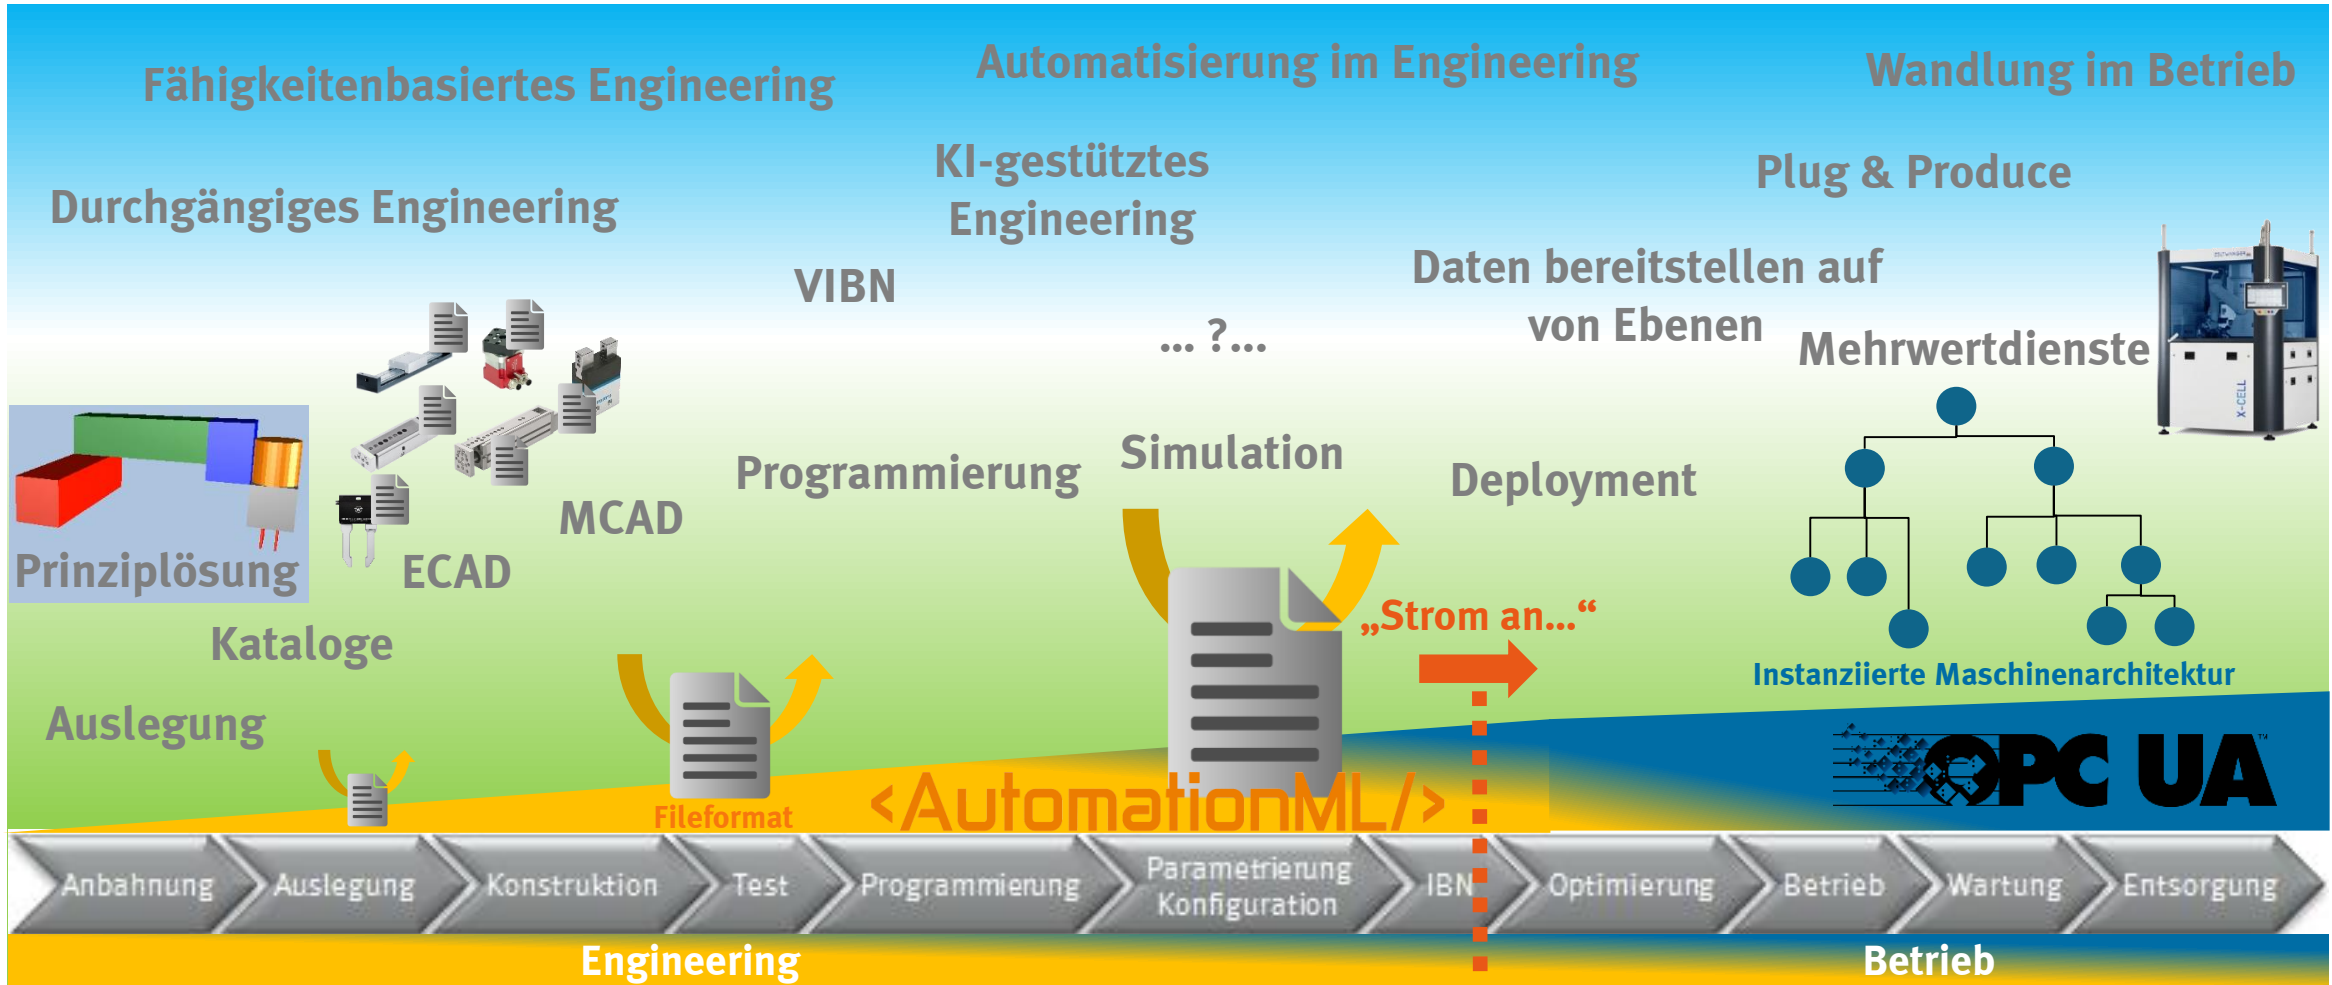 Fähigkeitenbasiertes Engineering
Automatisierung im Engineering
Wandlung im Betrieb
KI-gestütztes
Engineering
Plug & Produce
Durchgängiges Engineering
VIBN
Daten bereitstellen auf
von Ebenen
... ?...
Mehrwertdienste
X-CELL
Programmierung
Simulation
Deployment
MCAD
ECAD
Prinziplösung
Kataloge
„Strom an...“
Instanziierte Maschinenarchitektur
Auslegung
Fileformat
<AutomationML/>
OPC UA™
Anbahnung
Auslegung
Konstruktion
Test
Programmierung
Parametrierung
Konfiguration
IBN
Optimierung
Betrieb
Wartung
Entsorgung
Engineering
Betrieb